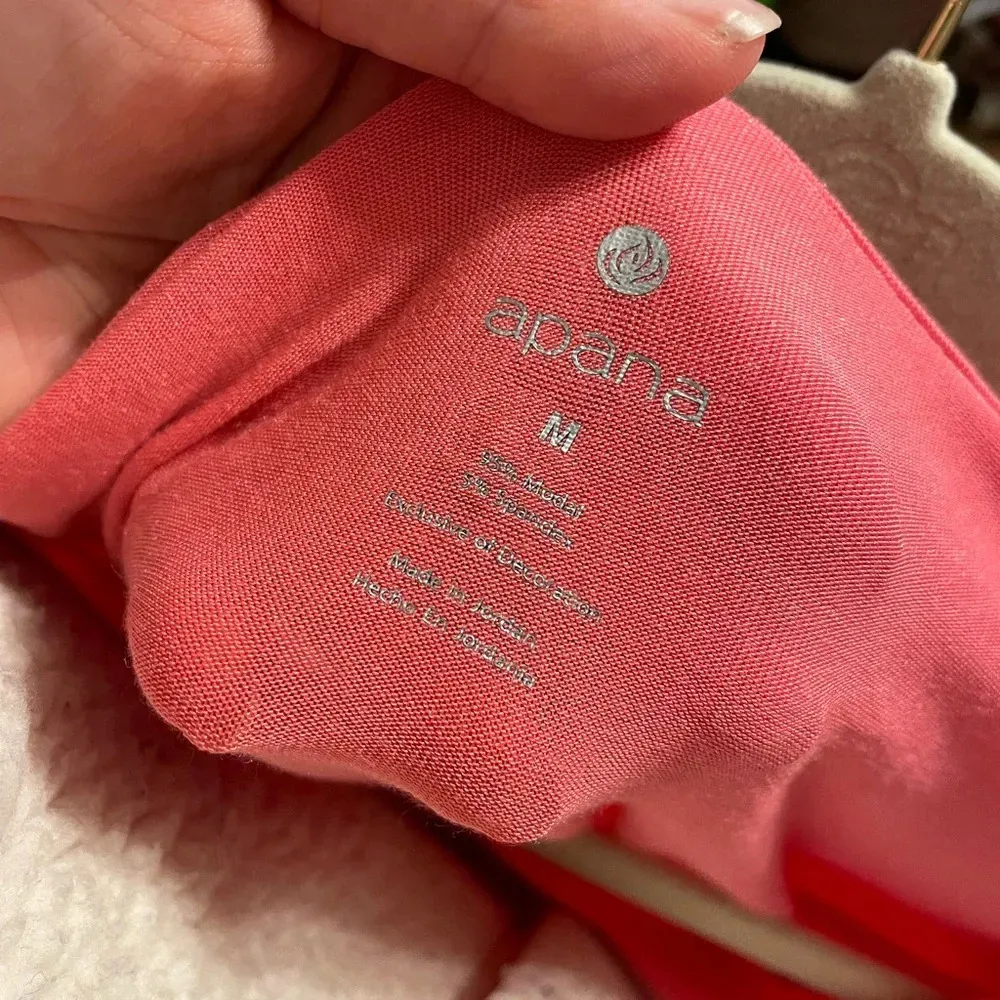 apana
M
95% Modal
5% Spandex
Exclusive of Decoration
Made in Jordan
Hecho En Jordania